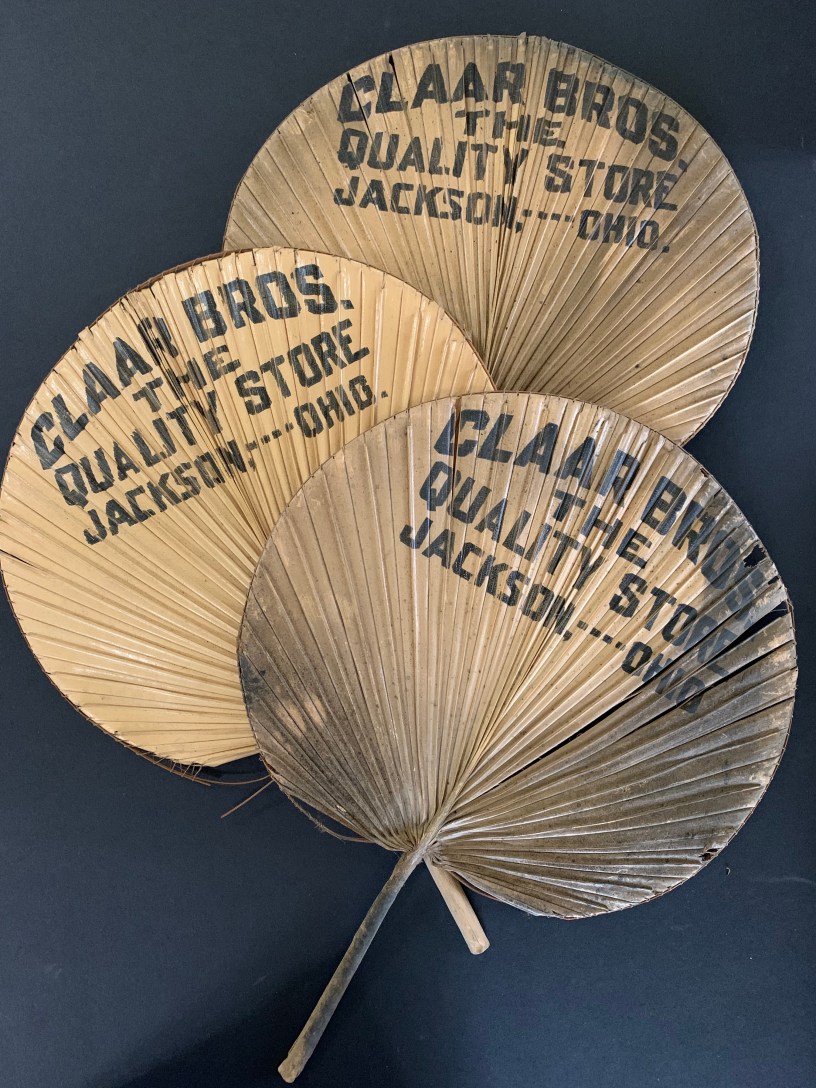 CLAAR BROS.
THE
QUALITY STORE
JACKSON,----OHIO.
CLAAR BROS.
THE
QUALITY STORE
JACKSON,----OHIO.
CLAAR BROS
THE
QUALITY STORE
JACKSON,----OHIO